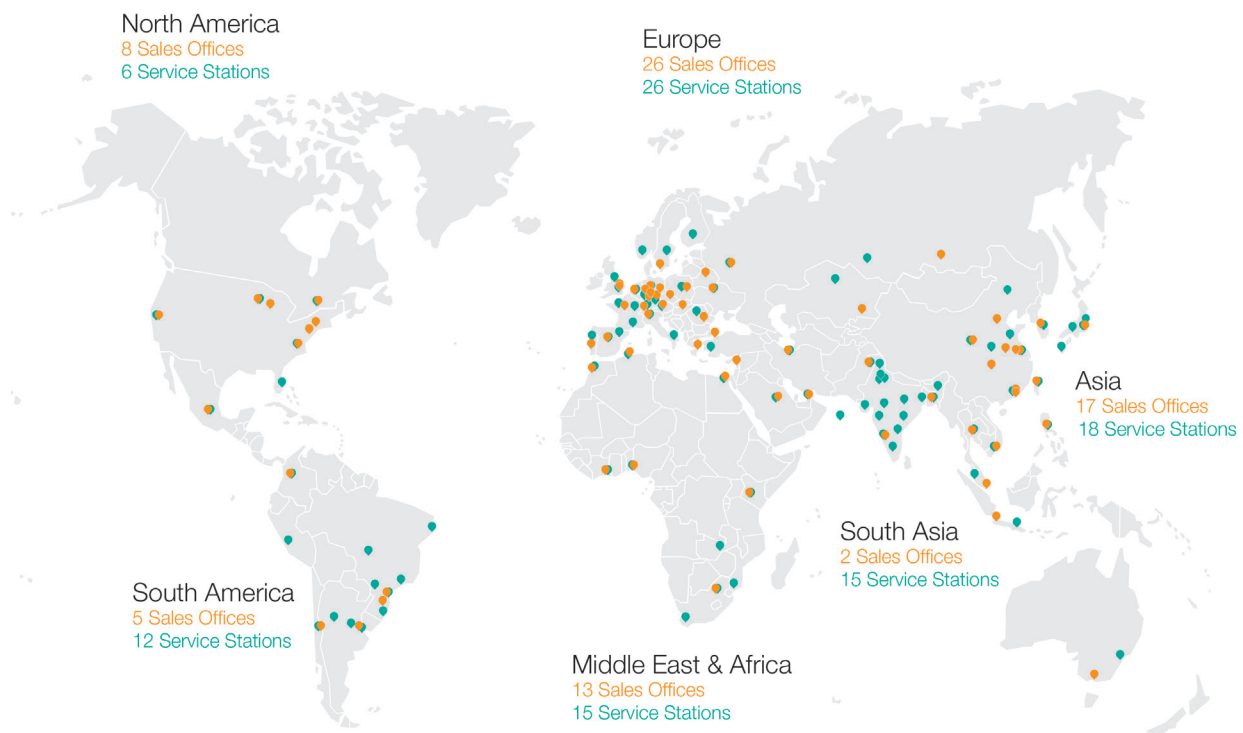 North America
8 Sales Offices
6 Service Stations
Europe
26 Sales Offices
26 Service Stations
Asia
17 Sales Offices
18 Service Stations
South Asia
2 Sales Offices
15 Service Stations
South America
5 Sales Offices
12 Service Stations
Middle East & Africa
13 Sales Offices
15 Service Stations